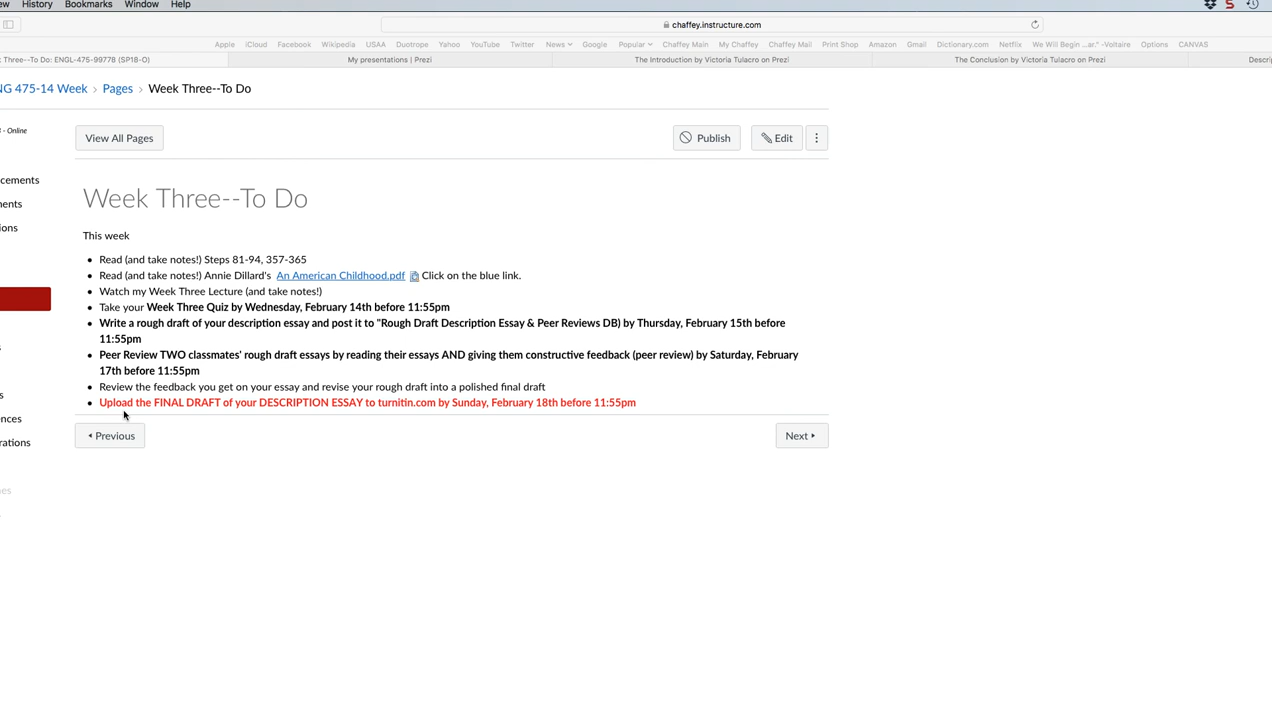 ew History Bookmarks Window Help
chaffey.instructure.com
Apple iCloud Facebook Wikipedia USAA Duotrope Yahoo YouTube Twitter News Google Popular Chaffey Main My Chaffey Chaffey Mail Print Shop Amazon Gmail Dictionary.com Netflix We Will Begin ...ar." -Voltaire Options CANVAS
Three--To Do: ENGL-475-99778 (SP18-O) My presentations | Prezi The Introduction by Victoria Tulacro on Prezi The Conclusion by Victoria Tulacro on Prezi Descri
NG 475-14 Week › Pages › Week Three--To Do
- Online
View All Pages Publish Edit
cements
nents
ions
Week Three--To Do
This week
• Read (and take notes!) Steps 81-94, 357-365
• Read (and take notes!) Annie Dillard's An American Childhood.pdf Click on the blue link.
• Watch my Week Three Lecture (and take notes!)
• Take your Week Three Quiz by Wednesday, February 14th before 11:55pm
• Write a rough draft of your description essay and post it to "Rough Draft Description Essay & Peer Reviews DB) by Thursday, February 15th before
11:55pm
• Peer Review TWO classmates' rough draft essays by reading their essays AND giving them constructive feedback (peer review) by Saturday, February
17th before 11:55pm
• Review the feedback you get on your essay and revise your rough draft into a polished final draft
• Upload the FINAL DRAFT of your DESCRIPTION ESSAY to turnitin.com by Sunday, February 18th before 11:55pm
s
ences
rations
es
Previous Next